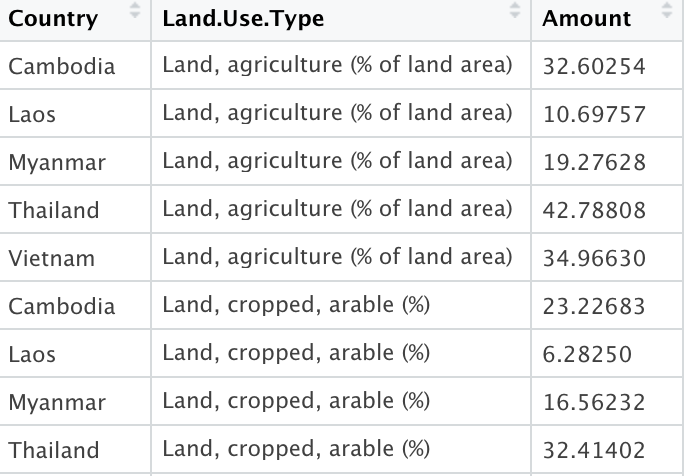 Country Land.Use.Type Amount
Cambodia Land, agriculture (% of land area) 32.60254
Laos Land, agriculture (% of land area) 10.69757
Myanmar Land, agriculture (% of land area) 19.27628
Thailand Land, agriculture (% of land area) 42.78808
Vietnam Land, agriculture (% of land area) 34.96630
Cambodia Land, cropped, arable (%) 23.22683
Laos Land, cropped, arable (%) 6.28250
Myanmar Land, cropped, arable (%) 16.56232
Thailand Land, cropped, arable (%) 32.41402